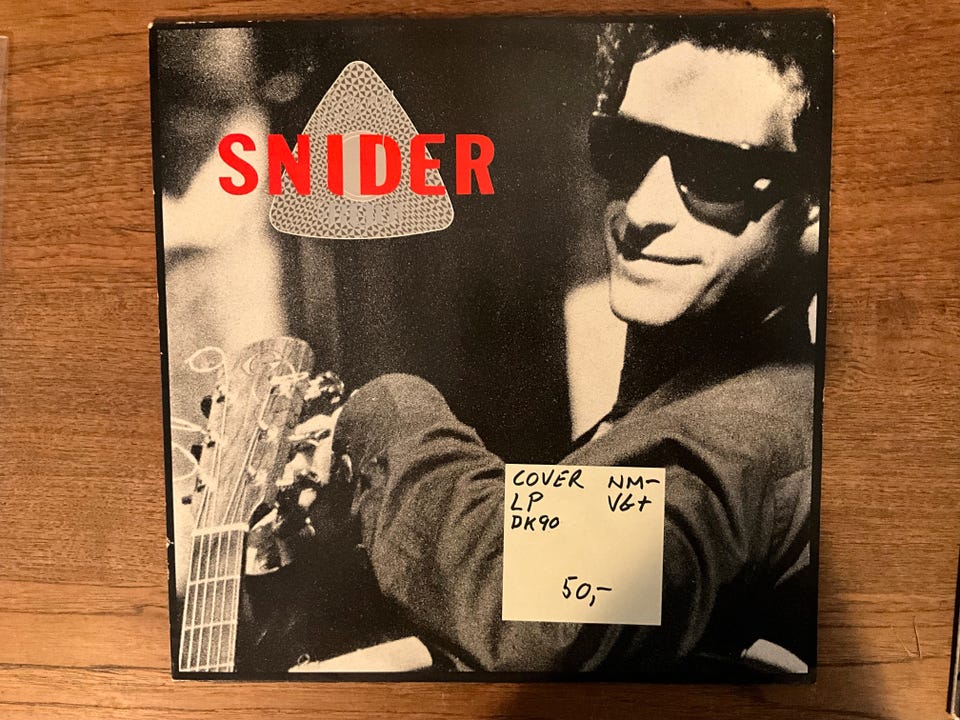 SNIDER
COVER NM-
LP VG+
DK90
50,-